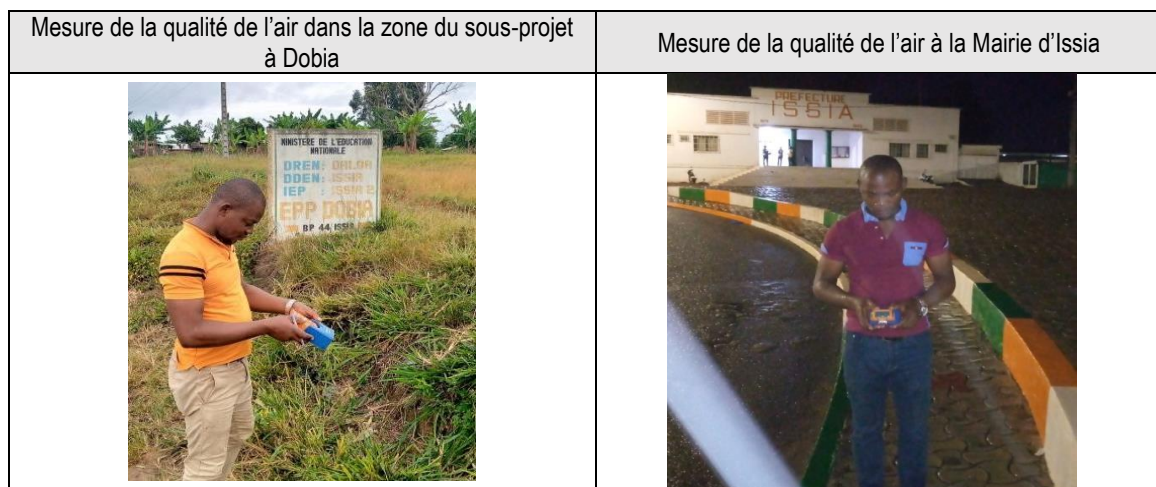 Mesure de la qualité de l'air dans la zone du sous-projet
à Dobia
Mesure de la qualité de l'air à la Mairie d'Issia
MINISTERE DE L'EDUCATION
NATIONALE
DREN: DALOA
DDEN: ISSIA
IEP : ISSIA 2
EPP DOBIA
BP 44 ISSIA
PREFECTURE
ISSIA